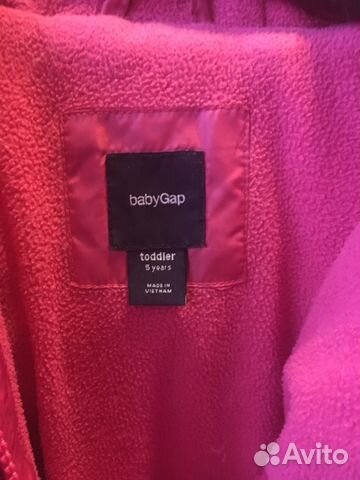 babyGap
toddler
5 years
MADE IN
VIETNAM
Avito